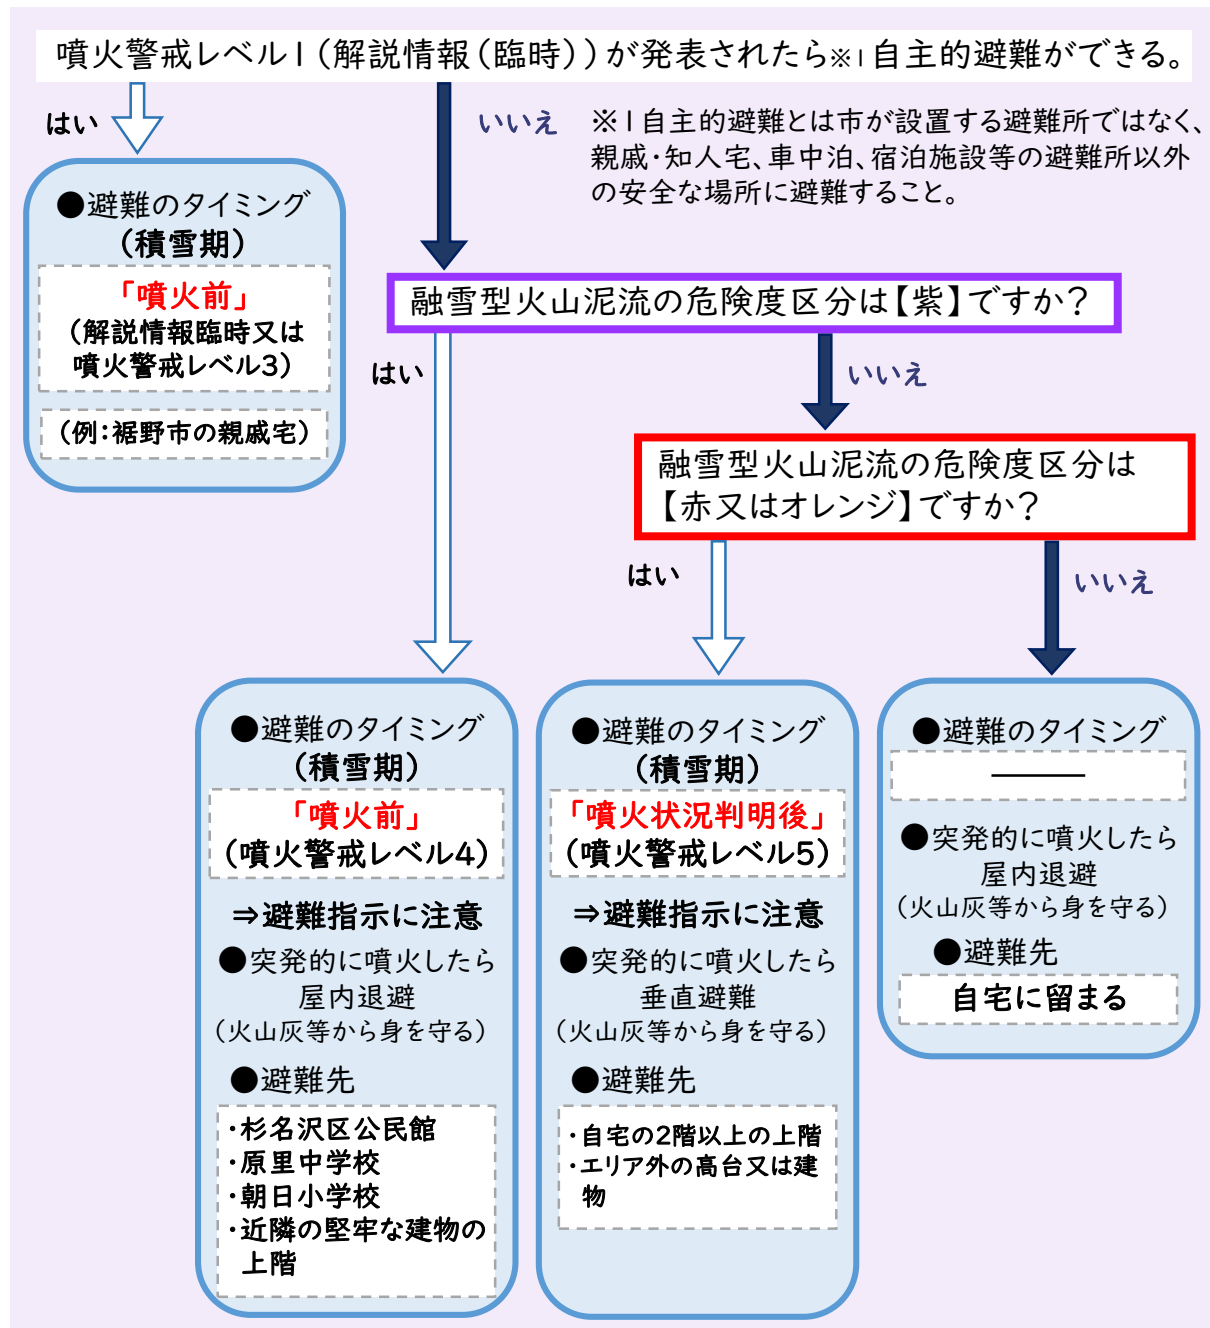 噴火警戒レベル1(解説情報(臨時))が発表されたら※1自主的避難ができる。
はい
いいえ
※1自主的避難とは市が設置する避難所ではなく、
親戚・知人宅、車中泊、宿泊施設等の避難所以外
の安全な場所に避難すること。
●避難のタイミング
(積雪期)
「噴火前」
(解説情報臨時又は
噴火警戒レベル3)
(例:裾野市の親戚宅)
融雪型火山泥流の危険度区分は【紫】ですか?
はい
いいえ
融雪型火山泥流の危険度区分は
【赤又はオレンジ】ですか?
はい
いいえ
●避難のタイミング
(積雪期)
「噴火前」
(噴火警戒レベル4)
⇒避難指示に注意
●突発的に噴火したら
屋内退避
(火山灰等から身を守る)
●避難先
・杉名沢区公民館
・原里中学校
・朝日小学校
・近隣の堅牢な建物の
上階
●避難のタイミング
(積雪期)
「噴火状況判明後」
(噴火警戒レベル5)
⇒避難指示に注意
●突発的に噴火したら
垂直避難
(火山灰等から身を守る)
●避難先
・自宅の2階以上の上階
・エリア外の高台又は建
物
●避難のタイミング
―――
●突発的に噴火したら
屋内退避
(火山灰等から身を守る)
●避難先
自宅に留まる